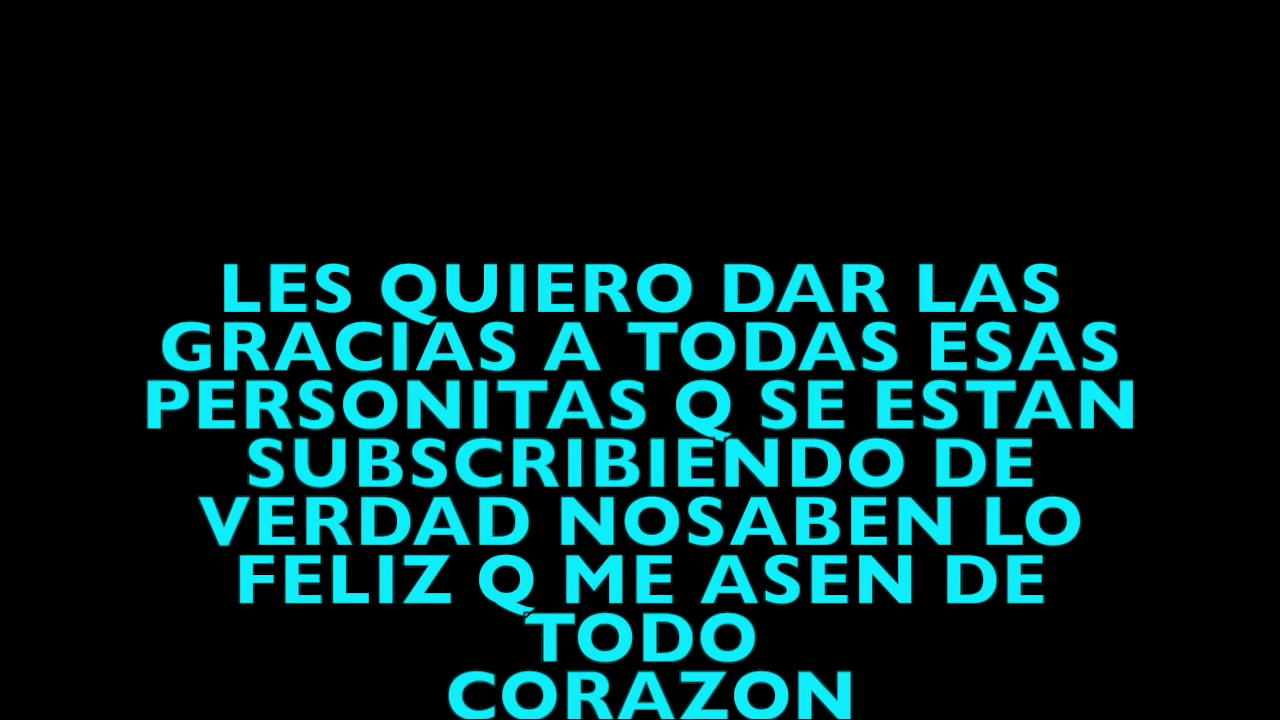 LES QUIERO DAR LAS
GRACIAS A TODAS ESAS
PERSONITAS Q SE ESTAN
SUBSCRIBIENDO DE
VERDAD NOSABEN LO
FELIZ Q ME ASEN DE
TODO
CORAZON